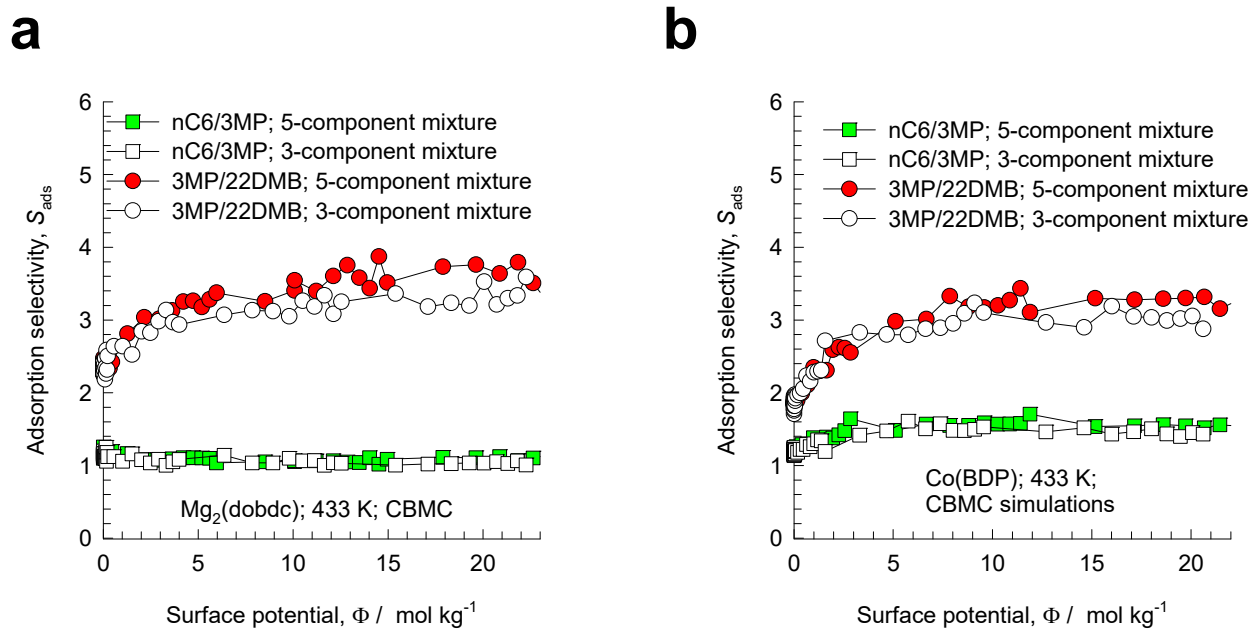 a
6
5
4
3
2
1
0
0
5
10
15
20
Adsorption selectivity, S_ads
nC6/3MP; 5-component mixture
nC6/3MP; 3-component mixture
3MP/22DMB; 5-component mixture
3MP/22DMB; 3-component mixture
Mg₂(dobdc); 433 K; CBMC
Surface potential, Φ / mol kg⁻¹
b
6
5
4
3
2
1
0
0
5
10
15
20
Adsorption selectivity, S_ads
nC6/3MP; 5-component mixture
nC6/3MP; 3-component mixture
3MP/22DMB; 5-component mixture
3MP/22DMB; 3-component mixture
Co(BDP); 433 K;
CBMC simulations
Surface potential, Φ / mol kg⁻¹